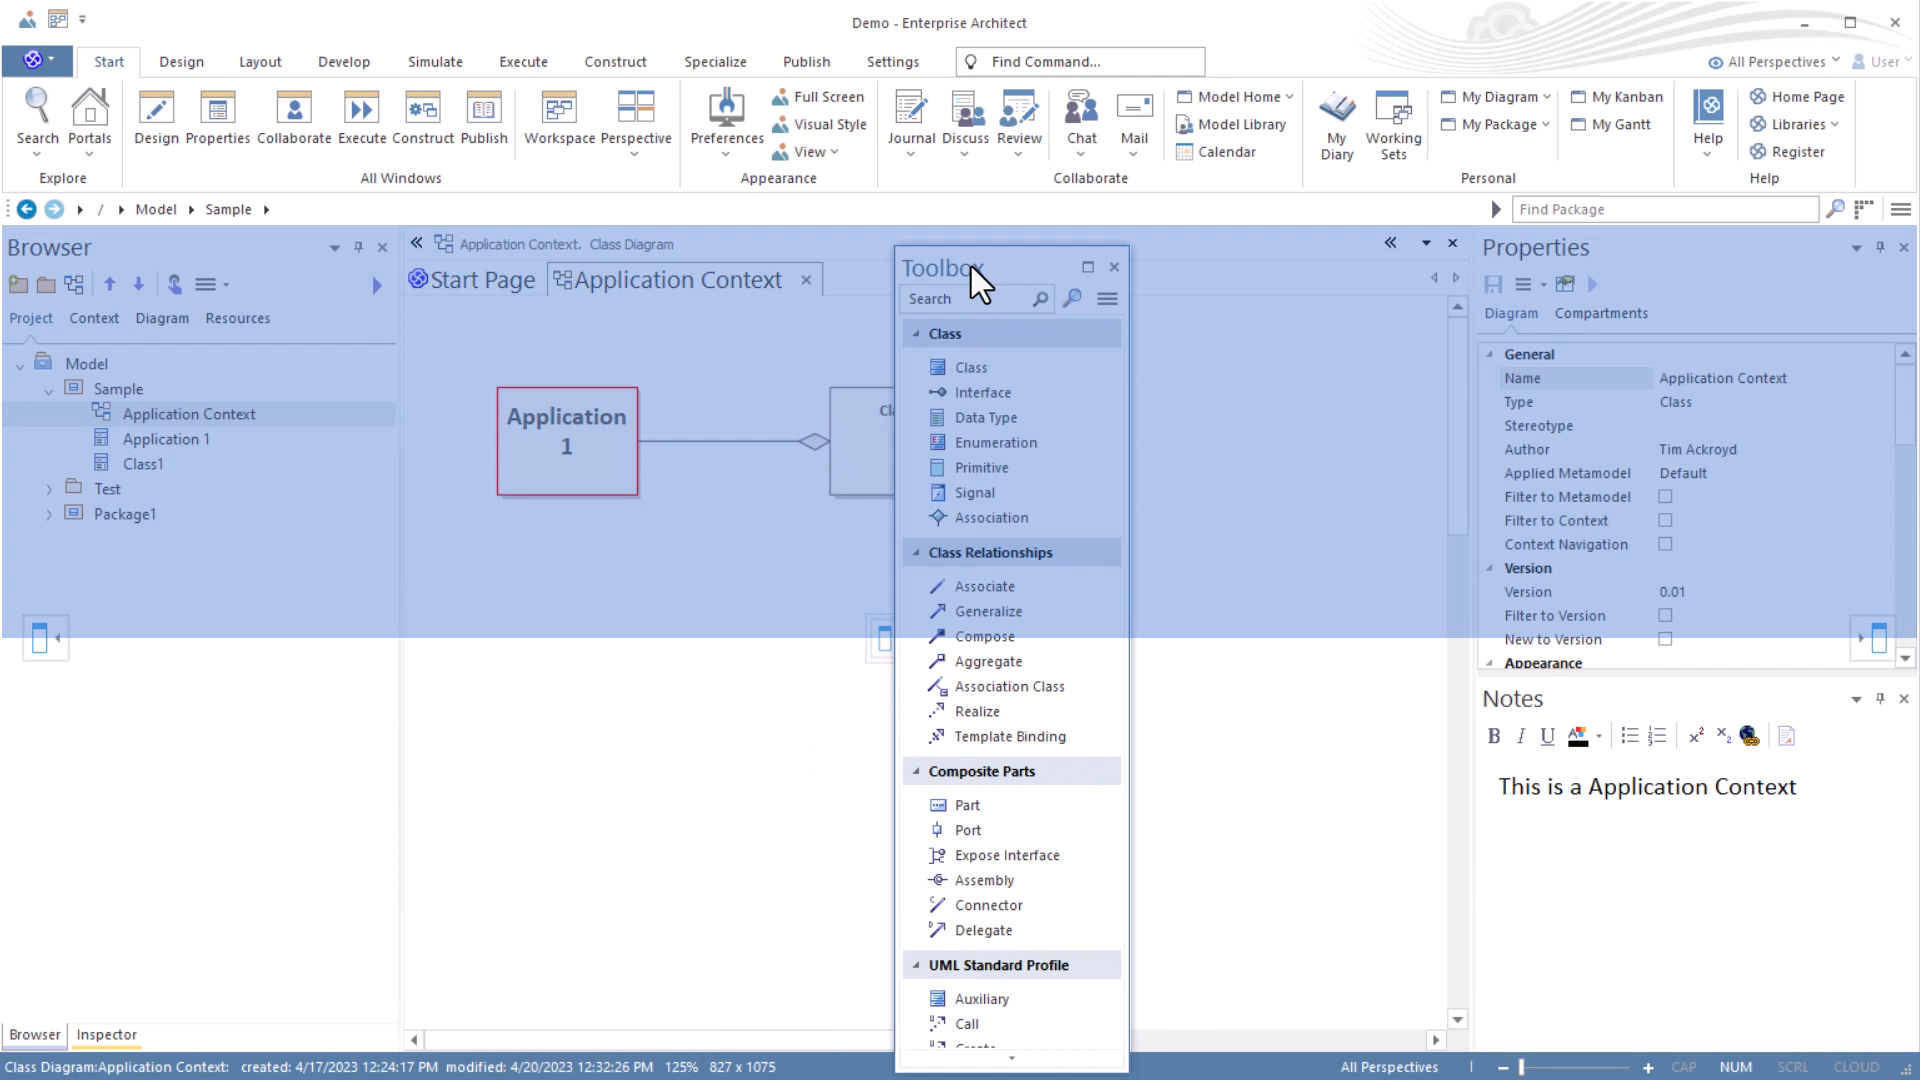 Demo - Enterprise Architect
Start
Design
Layout
Develop
Simulate
Execute
Construct
Specialize
Publish
Settings
Find Command...
All Perspectives
User
Search
Portals
Explore
Design
Properties
Collaborate
Execute
Construct
Publish
Workspace
Perspective
All Windows
Preferences
Full Screen
Visual Style
View
Appearance
Journal
Discuss
Review
Chat
Mail
Model Home
Model Library
Calendar
Collaborate
My
Diary
Working
Sets
My Diagram
My Package
My Kanban
My Gantt
Personal
Help
Home Page
Libraries
Register
Help
/
Model
Sample
Find Package
Browser
Project
Context
Diagram
Resources
Model
Sample
Application Context
Application 1
Class1
Test
Package1
Browser
Inspector
Application Context. Class Diagram
Start Page
Application Context
Application
1
Cl
Toolbox
Search
Class
Class
Interface
Data Type
Enumeration
Primitive
Signal
Association
Class Relationships
Associate
Generalize
Compose
Aggregate
Association Class
Realize
Template Binding
Composite Parts
Part
Port
Expose Interface
Assembly
Connector
Delegate
UML Standard Profile
Auxiliary
Call
Create
Properties
Diagram
Compartments
General
Name Application Context
Type Class
Stereotype
Author Tim Ackroyd
Applied Metamodel Default
Filter to Metamodel
Filter to Context
Context Navigation
Version
Version 0.01
Filter to Version
New to Version
Appearance
Notes
This is a Application Context
Class Diagram:Application Context: created: 4/17/2023 12:24:17 PM modified: 4/20/2023 12:32:26 PM 125% 827 x 1075
All Perspectives
CAP
NUM
SCRL
CLOUD